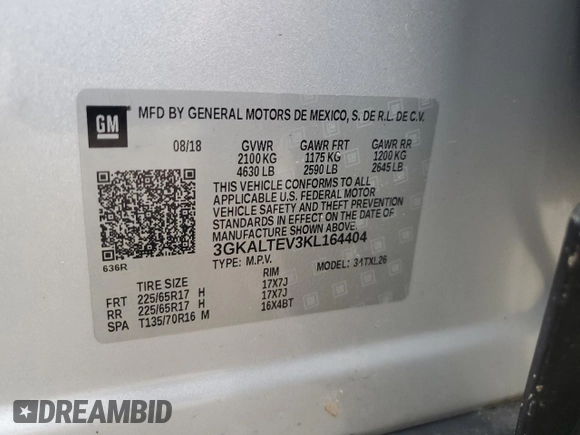 GM
MFD BY GENERAL MOTORS DE MEXICO, S. DE R.L. DE C.V.
08/18 GVWR GAWR FRT GAWR RR
2100 KG 1175 KG 1200 KG
4630 LB 2590 LB 2645 LB
THIS VEHICLE CONFORMS TO ALL
APPLICABLE U.S. FEDERAL MOTOR
VEHICLE SAFETY AND THEFT PREVENTION
STANDARDS IN EFFECT ON THE DATE OF
MANUFACTURE SHOWN ABOVE.
3GKALTEV3KL164404
TYPE: M.P.V. MODEL: 34TXL26
636R
TIRE SIZE RIM
FRT 225/65R17 H 17X7J
RR 225/65R17 H 17X7J
SPA T135/70R16 M 16X4BT
DREAMBID